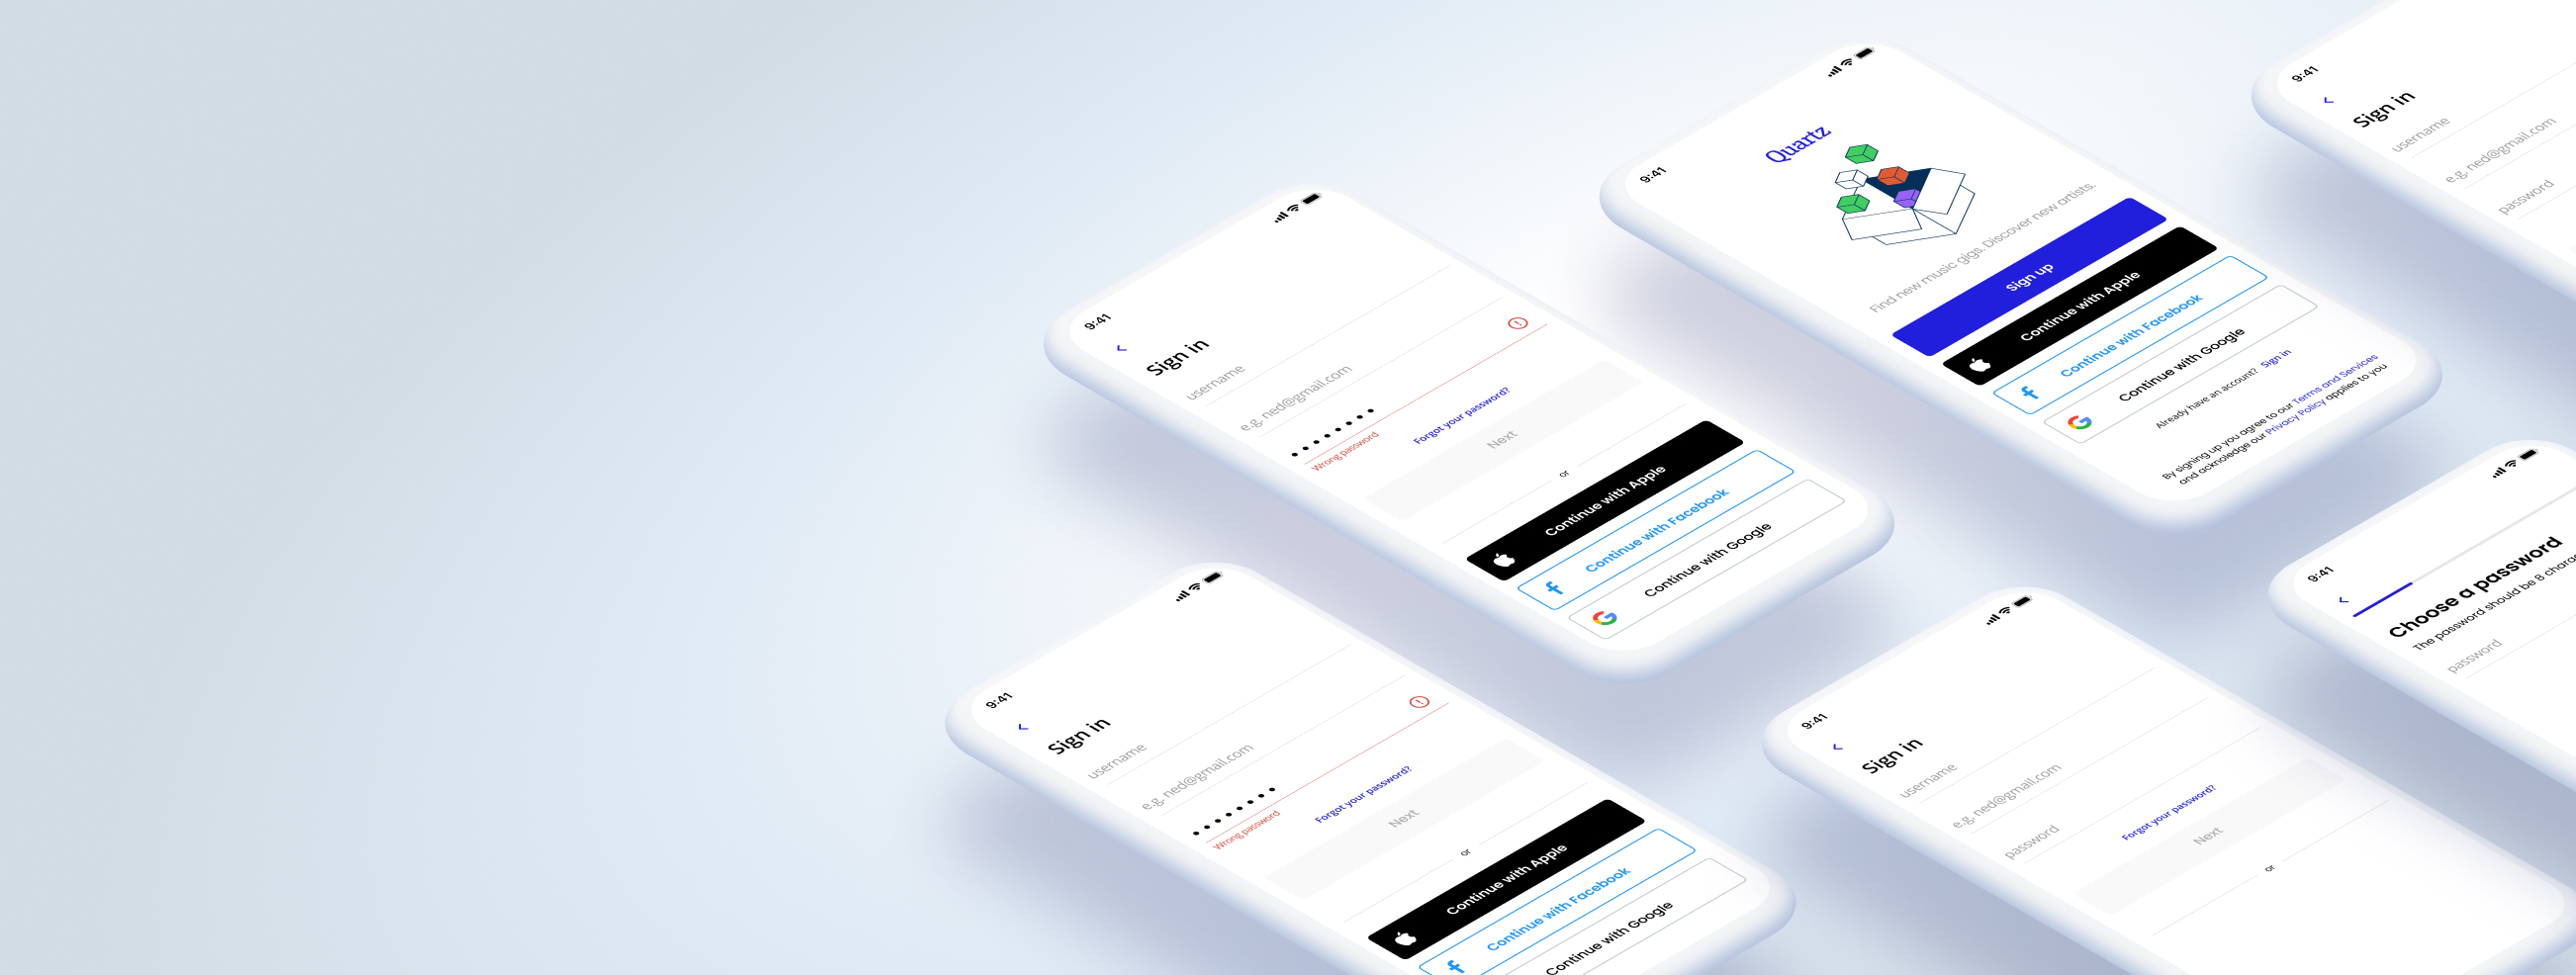 9:41
Sign in
username
e.g. ned@gmail.com
Wrong password
Forgot your password?
Next
or
Continue with Apple
Continue with Facebook
Continue with Google
9:41
Quartz
Find new music gigs. Discover new artists.
Sign up
Continue with Apple
Continue with Facebook
Continue with Google
Already have an account? Sign in
By signing up you agree to our Terms and Services
and acknoledge our Privacy Policy applies to you
9:41
Sign in
username
e.g. ned@gmail.com
password
9:41
Sign in
username
e.g. ned@gmail.com
Wrong password
Forgot your password?
Next
or
Continue with Apple
Continue with Facebook
Continue with Google
9:41
Sign in
username
e.g. ned@gmail.com
password
Forgot your password?
Next
or
9:41
Choose a password
The password should be 8
password